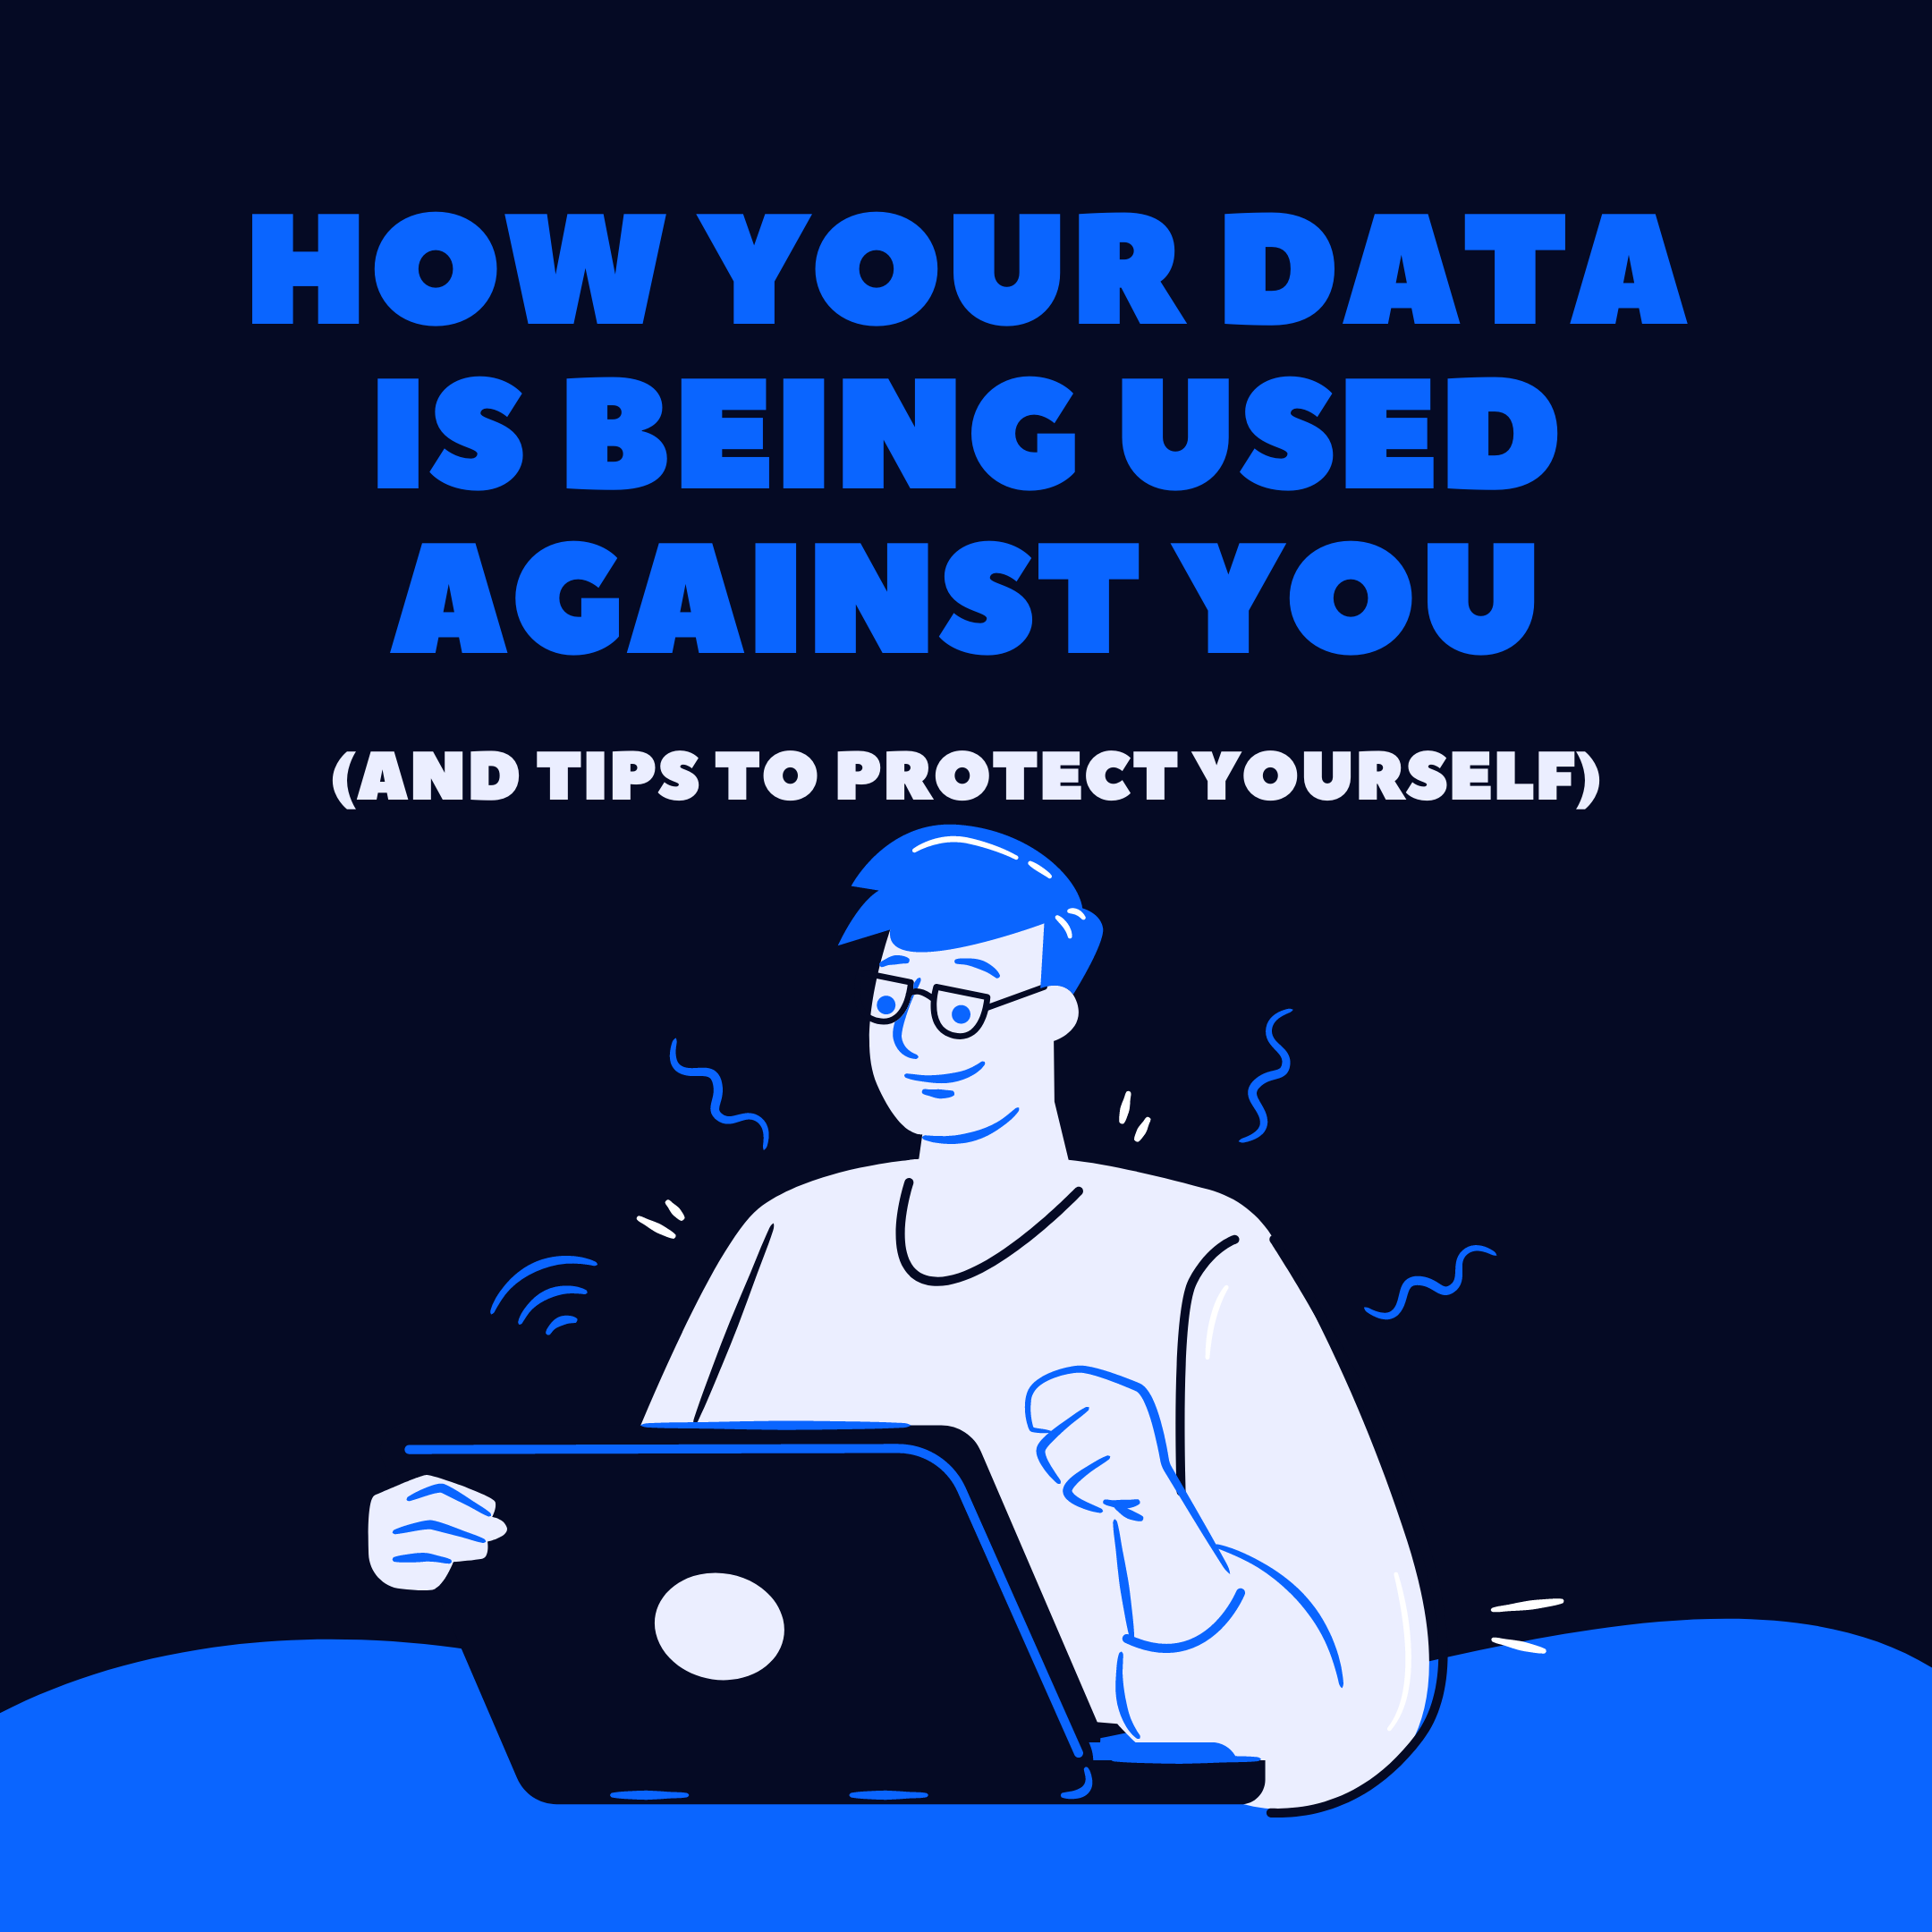 HOW YOUR DATA
IS BEING USED
AGAINST YOU
(AND TIPS TO PROTECT YOURSELF)